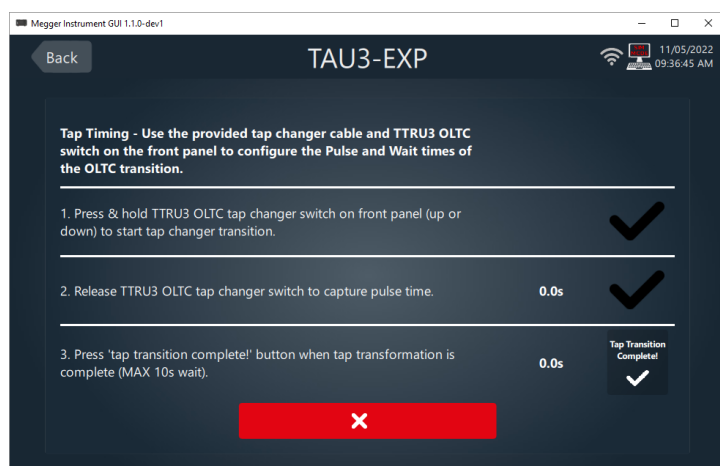 Megger Instrument GUI 1.1.0-dev1
Back
TAU3-EXP
11/05/2022
09:36:45 AM
Tap Timing - Use the provided tap changer cable and TTRU3 OLTC
switch on the front panel to configure the Pulse and Wait times of
the OLTC transition.
1. Press & hold TTRU3 OLTC tap changer switch on front panel (up or
down) to start tap changer transition.
2. Release TTRU3 OLTC tap changer switch to capture pulse time.
0.0s
3. Press 'tap transition complete!' button when tap transformation is
complete (MAX 10s wait).
0.0s
Tap Transition
Complete!